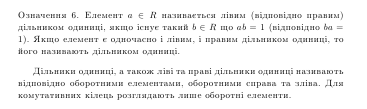 Означення 6. Елемент a ∈ R називається лівим (відповідно правим)
дільником одиниці, якщо існує такий b ∈ R що ab = 1 (відповідно ba =
1). Якщо елемент є одночасно і лівим, і правим дільником одиниці, то
його називають дільником одиниці.
Дільники одиниці, а також ліві та праві дільники одиниці називають
відповідно оборотними елементами, оборотними справа та зліва. Для
комутативних кілець розглядають лише оборотні елементи.